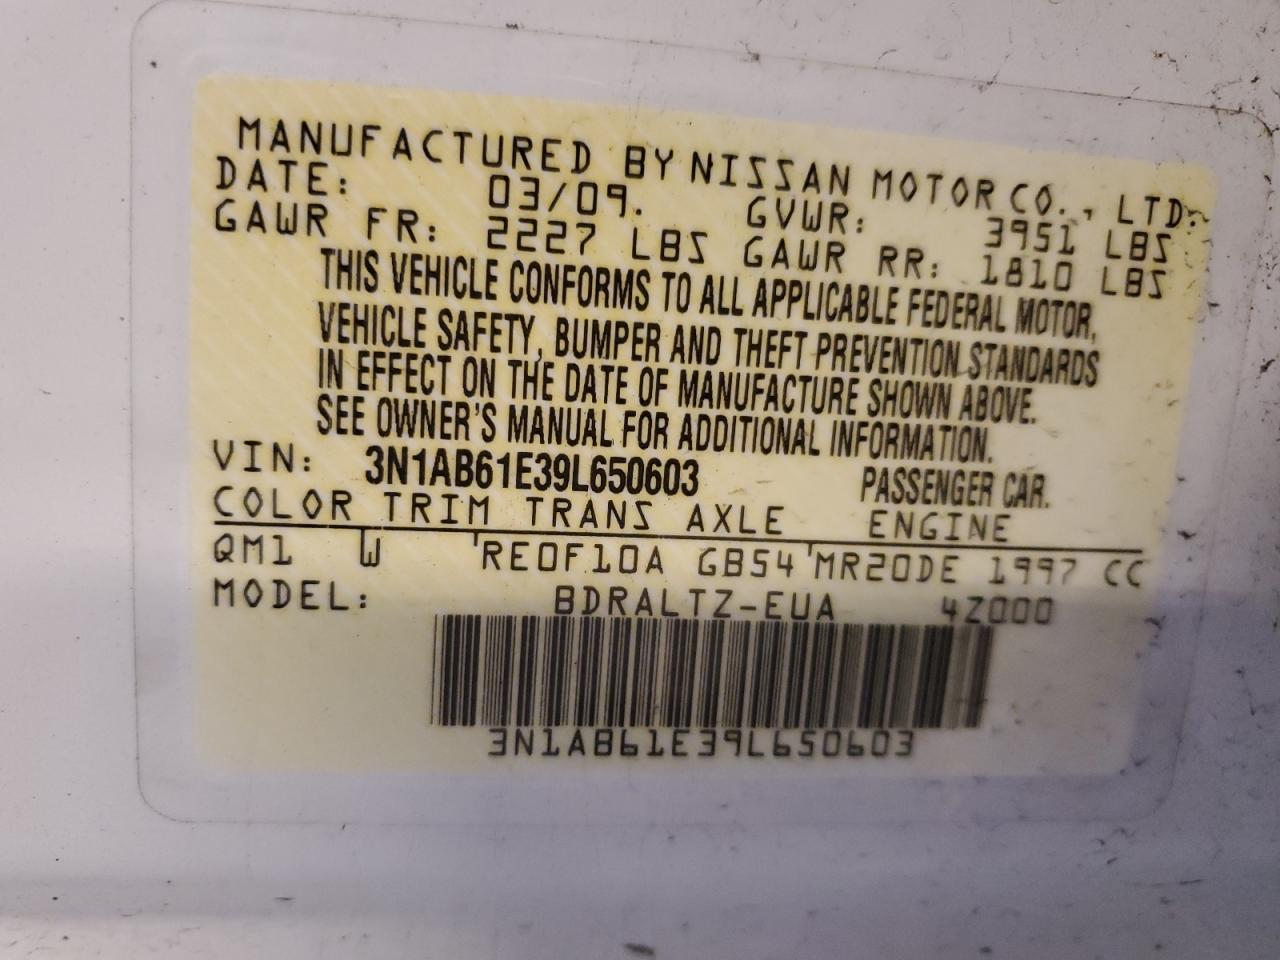 MANUFACTURED BY NISSAN MOTOR CO., LTD.
DATE: 03/09. GVWR: 3951 LBS
GAWR FR: 2227 LBS GAWR RR: 1810 LBS
THIS VEHICLE CONFORMS TO ALL APPLICABLE FEDERAL MOTOR,
VEHICLE SAFETY, BUMPER AND THEFT PREVENTION STANDARDS
IN EFFECT ON THE DATE OF MANUFACTURE SHOWN ABOVE.
SEE OWNER'S MANUAL FOR ADDITIONAL INFORMATION.
VIN: 3N1AB61E39L650603 PASSENGER CAR.
COLOR TRIM TRANS AXLE ENGINE
QM1 W RE0F10A GB54 MR20DE 1997 CC
MODEL: BDRALTZ-EUA 4Z000
3N1AB61E39L650603